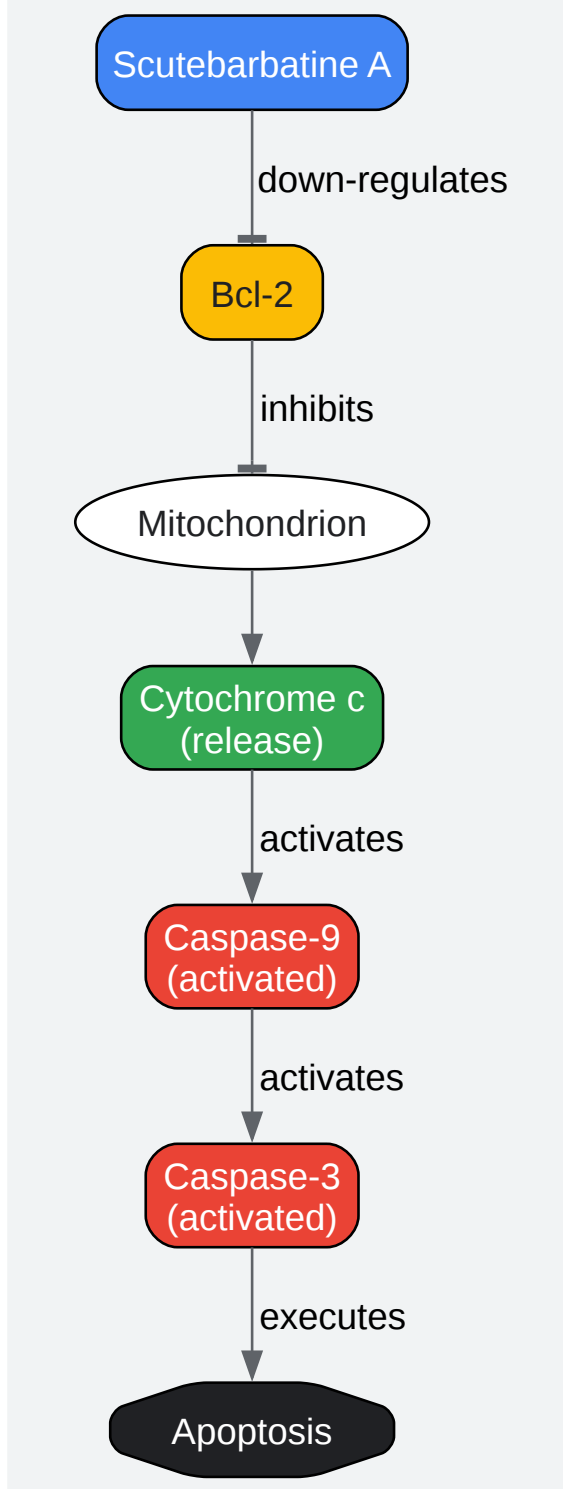 Scutebarbatine A
down-regulates
Bcl-2
inhibits
Mitochondrion
Cytochrome c
(release)
activates
Caspase-9
(activated)
activates
Caspase-3
(activated)
executes
Apoptosis